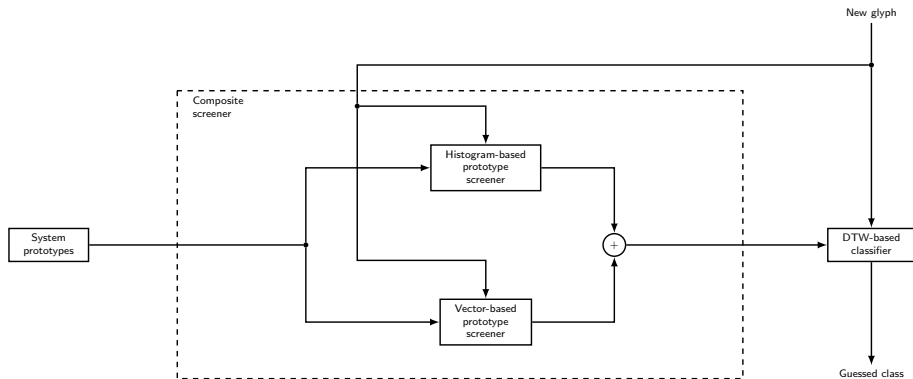 New glyph
Composite
screener
Histogram-based
prototype
screener
System
prototypes
+
DTW-based
classifier
Vector-based
prototype
screener
Guessed class